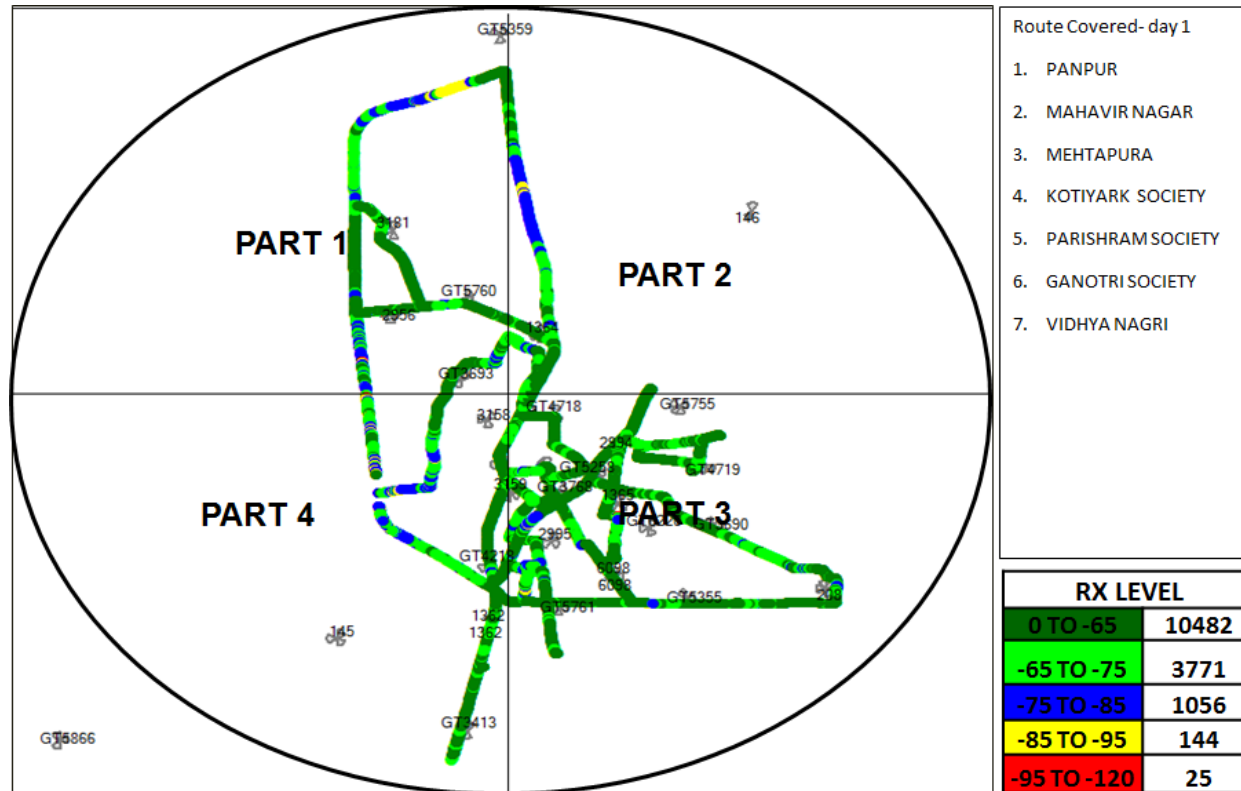 GT5359
146
3181
PART 1
PART 2
GT5760
2956
1364
GT3693
GT4718
GT5755
3158
2994
GT5258
GT4719
3159
GT3768
1365
PART 4
PART 3
GT5690
2995
GT4218
6098
6098
298
GT5355
GT5761
1362
1362
145
GT3413
GT5866
Route Covered- day 1
1. PANPUR
2. MAHAVIR NAGAR
3. MEHTAPURA
4. KOTIYARK SOCIETY
5. PARISHRAM SOCIETY
6. GANOTRI SOCIETY
7. VIDHYA NAGRI
RX LEVEL
0 TO -65 10482
-65 TO -75 3771
-75 TO -85 1056
-85 TO -95 144
-95 TO -120 25